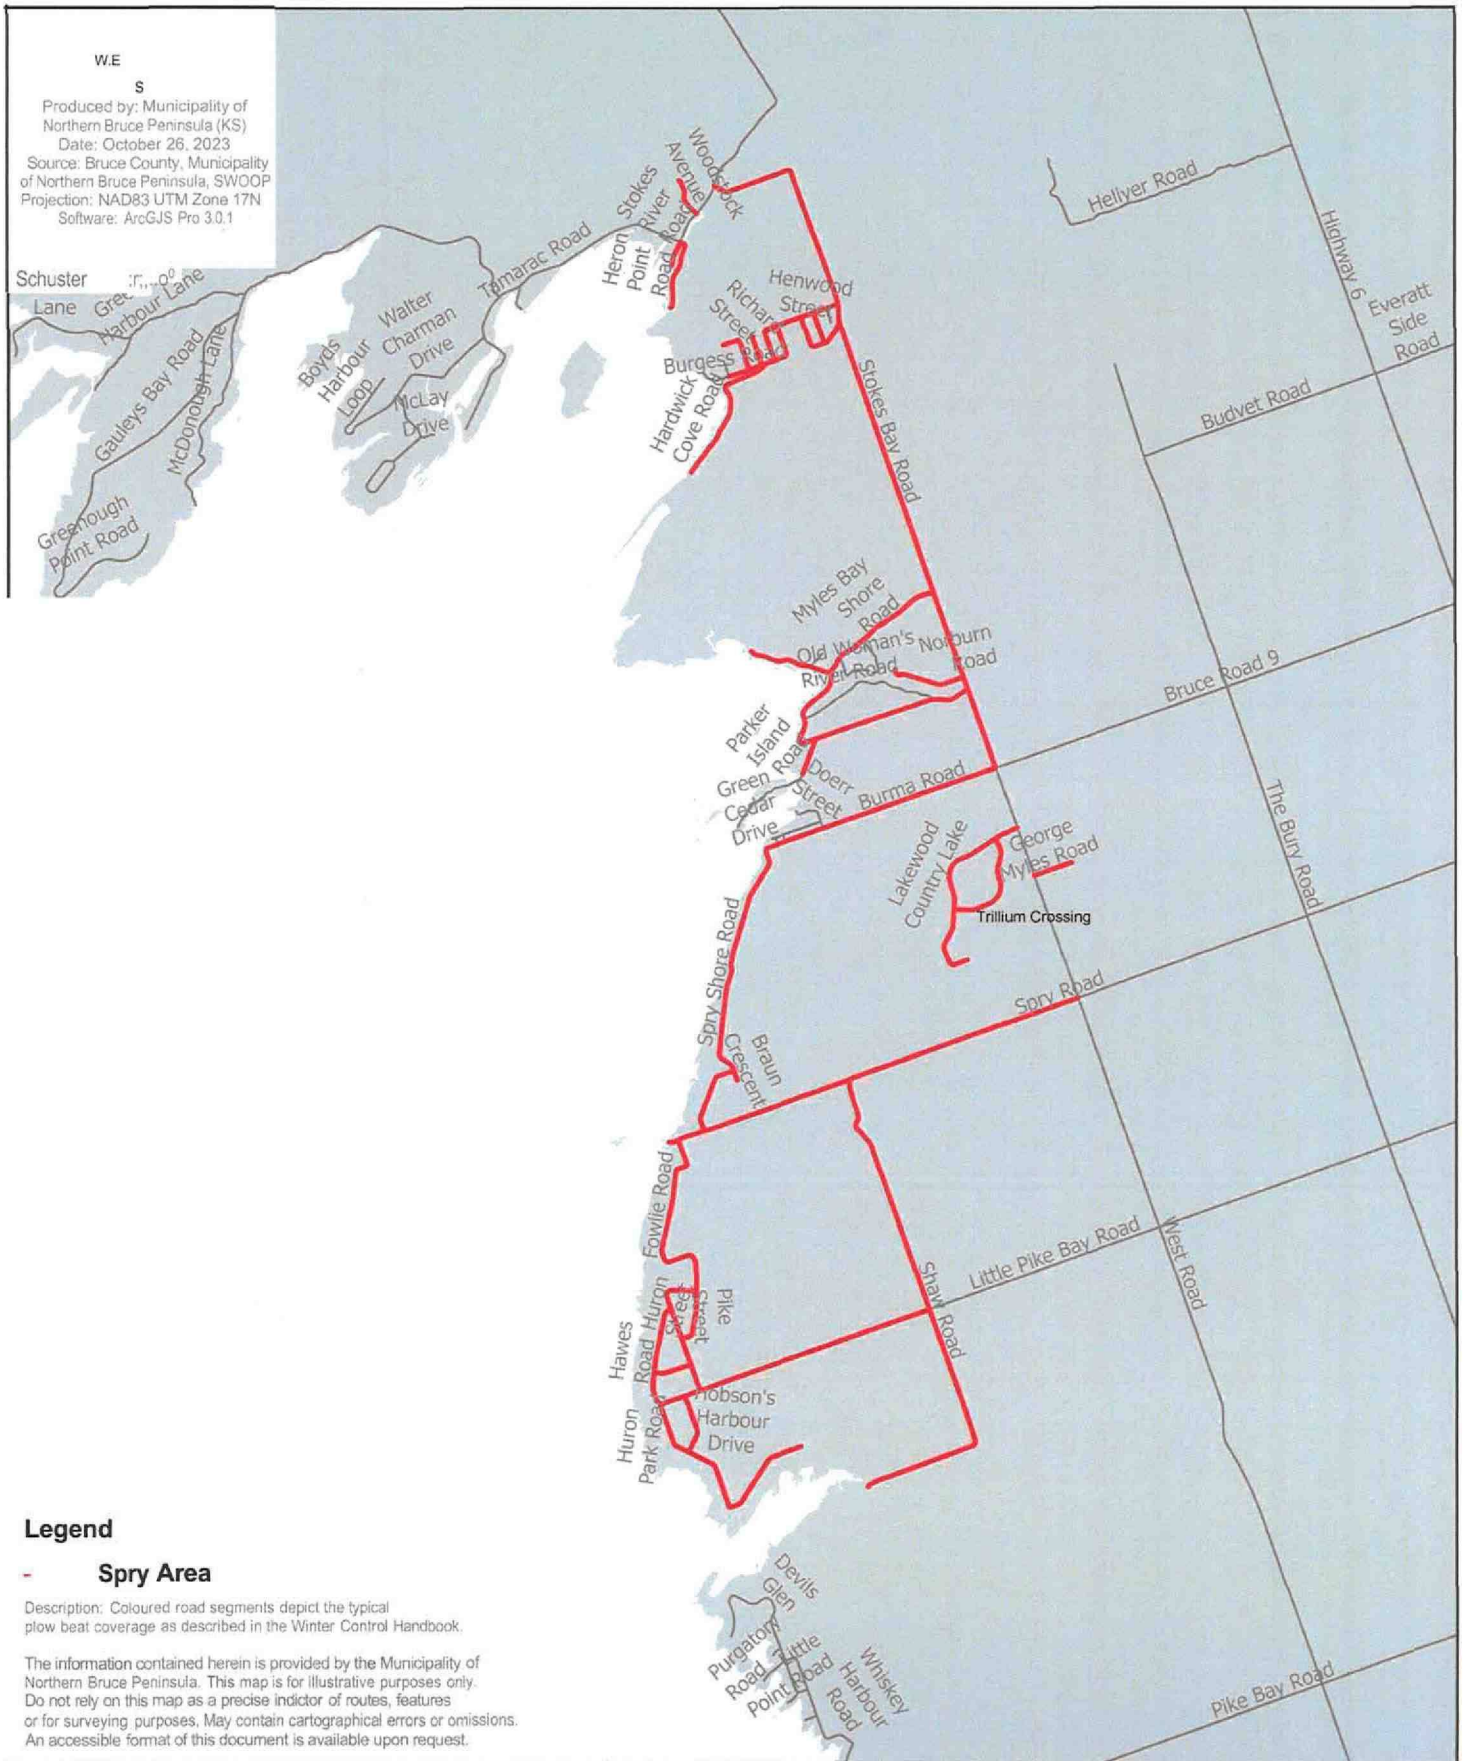 W.E
S
Produced by: Municipality of
Northern Bruce Peninsula (KS)
Date: October 26, 2023
Source: Bruce County, Municipality
of Northern Bruce Peninsula, SWOOP
Projection: NAD83 UTM Zone 17N
Software: ArcGJS Pro 3.0.1
Schuster
Lane
Harbour Lane
Gauleys Bay Road
McDonough Lane
Greenough
Point Road
Boyds
Harbour
Loop
Walter
Charman
Drive
McLay
Drive
Tamarac Road
Stokes
River
Road
Heron
Point
Road
Woodstock
Avenue
Henwood
Street
Richard
Street
Burgess Road
Hardwick
Cove Road
Stokes Bay Road
Hellyer Road
Highway 6
Everatt
Side
Road
Budvet Road
Myles Bay
Shore
Road
Old Woman's
River Road
Norburn
Road
Bruce Road 9
Parker
Island
Road
Green
Cedar
Drive
Doerr
Street
Burma Road
Lakewood
Country Lake
George
Myles Road
Trillium Crossing
The Bury Road
Spry Shore Road
Spry Road
Braun
Crescent
Fowlie Road
Little Pike Bay Road
West Road
Shaw Road
Huron
Street
Pike
Street
Hawes
Road
Huron
Park Road
Hobson's
Harbour
Drive
Legend
- Spry Area
Description: Coloured road segments depict the typical
plow beat coverage as described in the Winter Control Handbook.
The information contained herein is provided by the Municipality of
Northern Bruce Peninsula. This map is for illustrative purposes only.
Do not rely on this map as a precise indictor of routes, features
or for surveying purposes, May contain cartographical errors or omissions.
An accessible format of this document is available upon request.
Devils
Glen
Purgatory
Road
Little
Point Road
Whiskey
Harbour
Road
Pike Bay Road